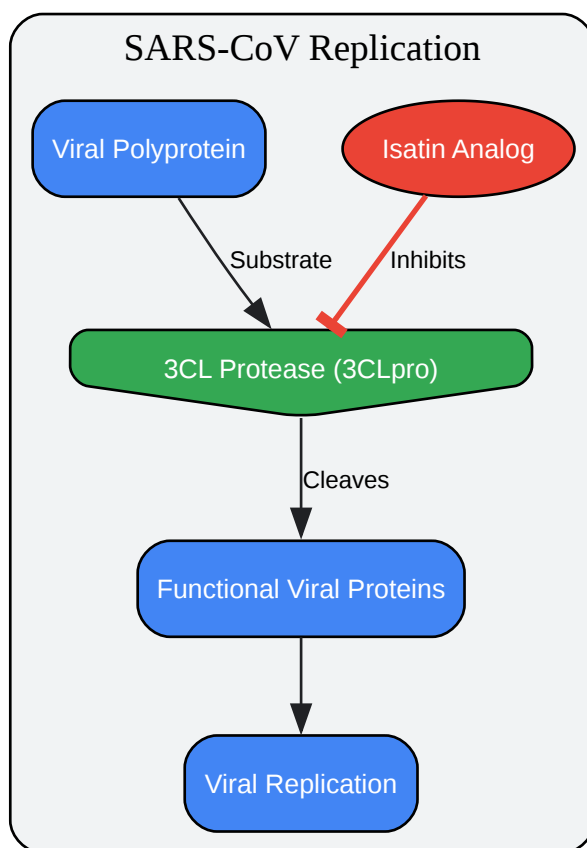 SARS-CoV Replication
Viral Polyprotein
Isatin Analog
Substrate
Inhibits
3CL Protease (3CLpro)
Cleaves
Functional Viral Proteins
Viral Replication